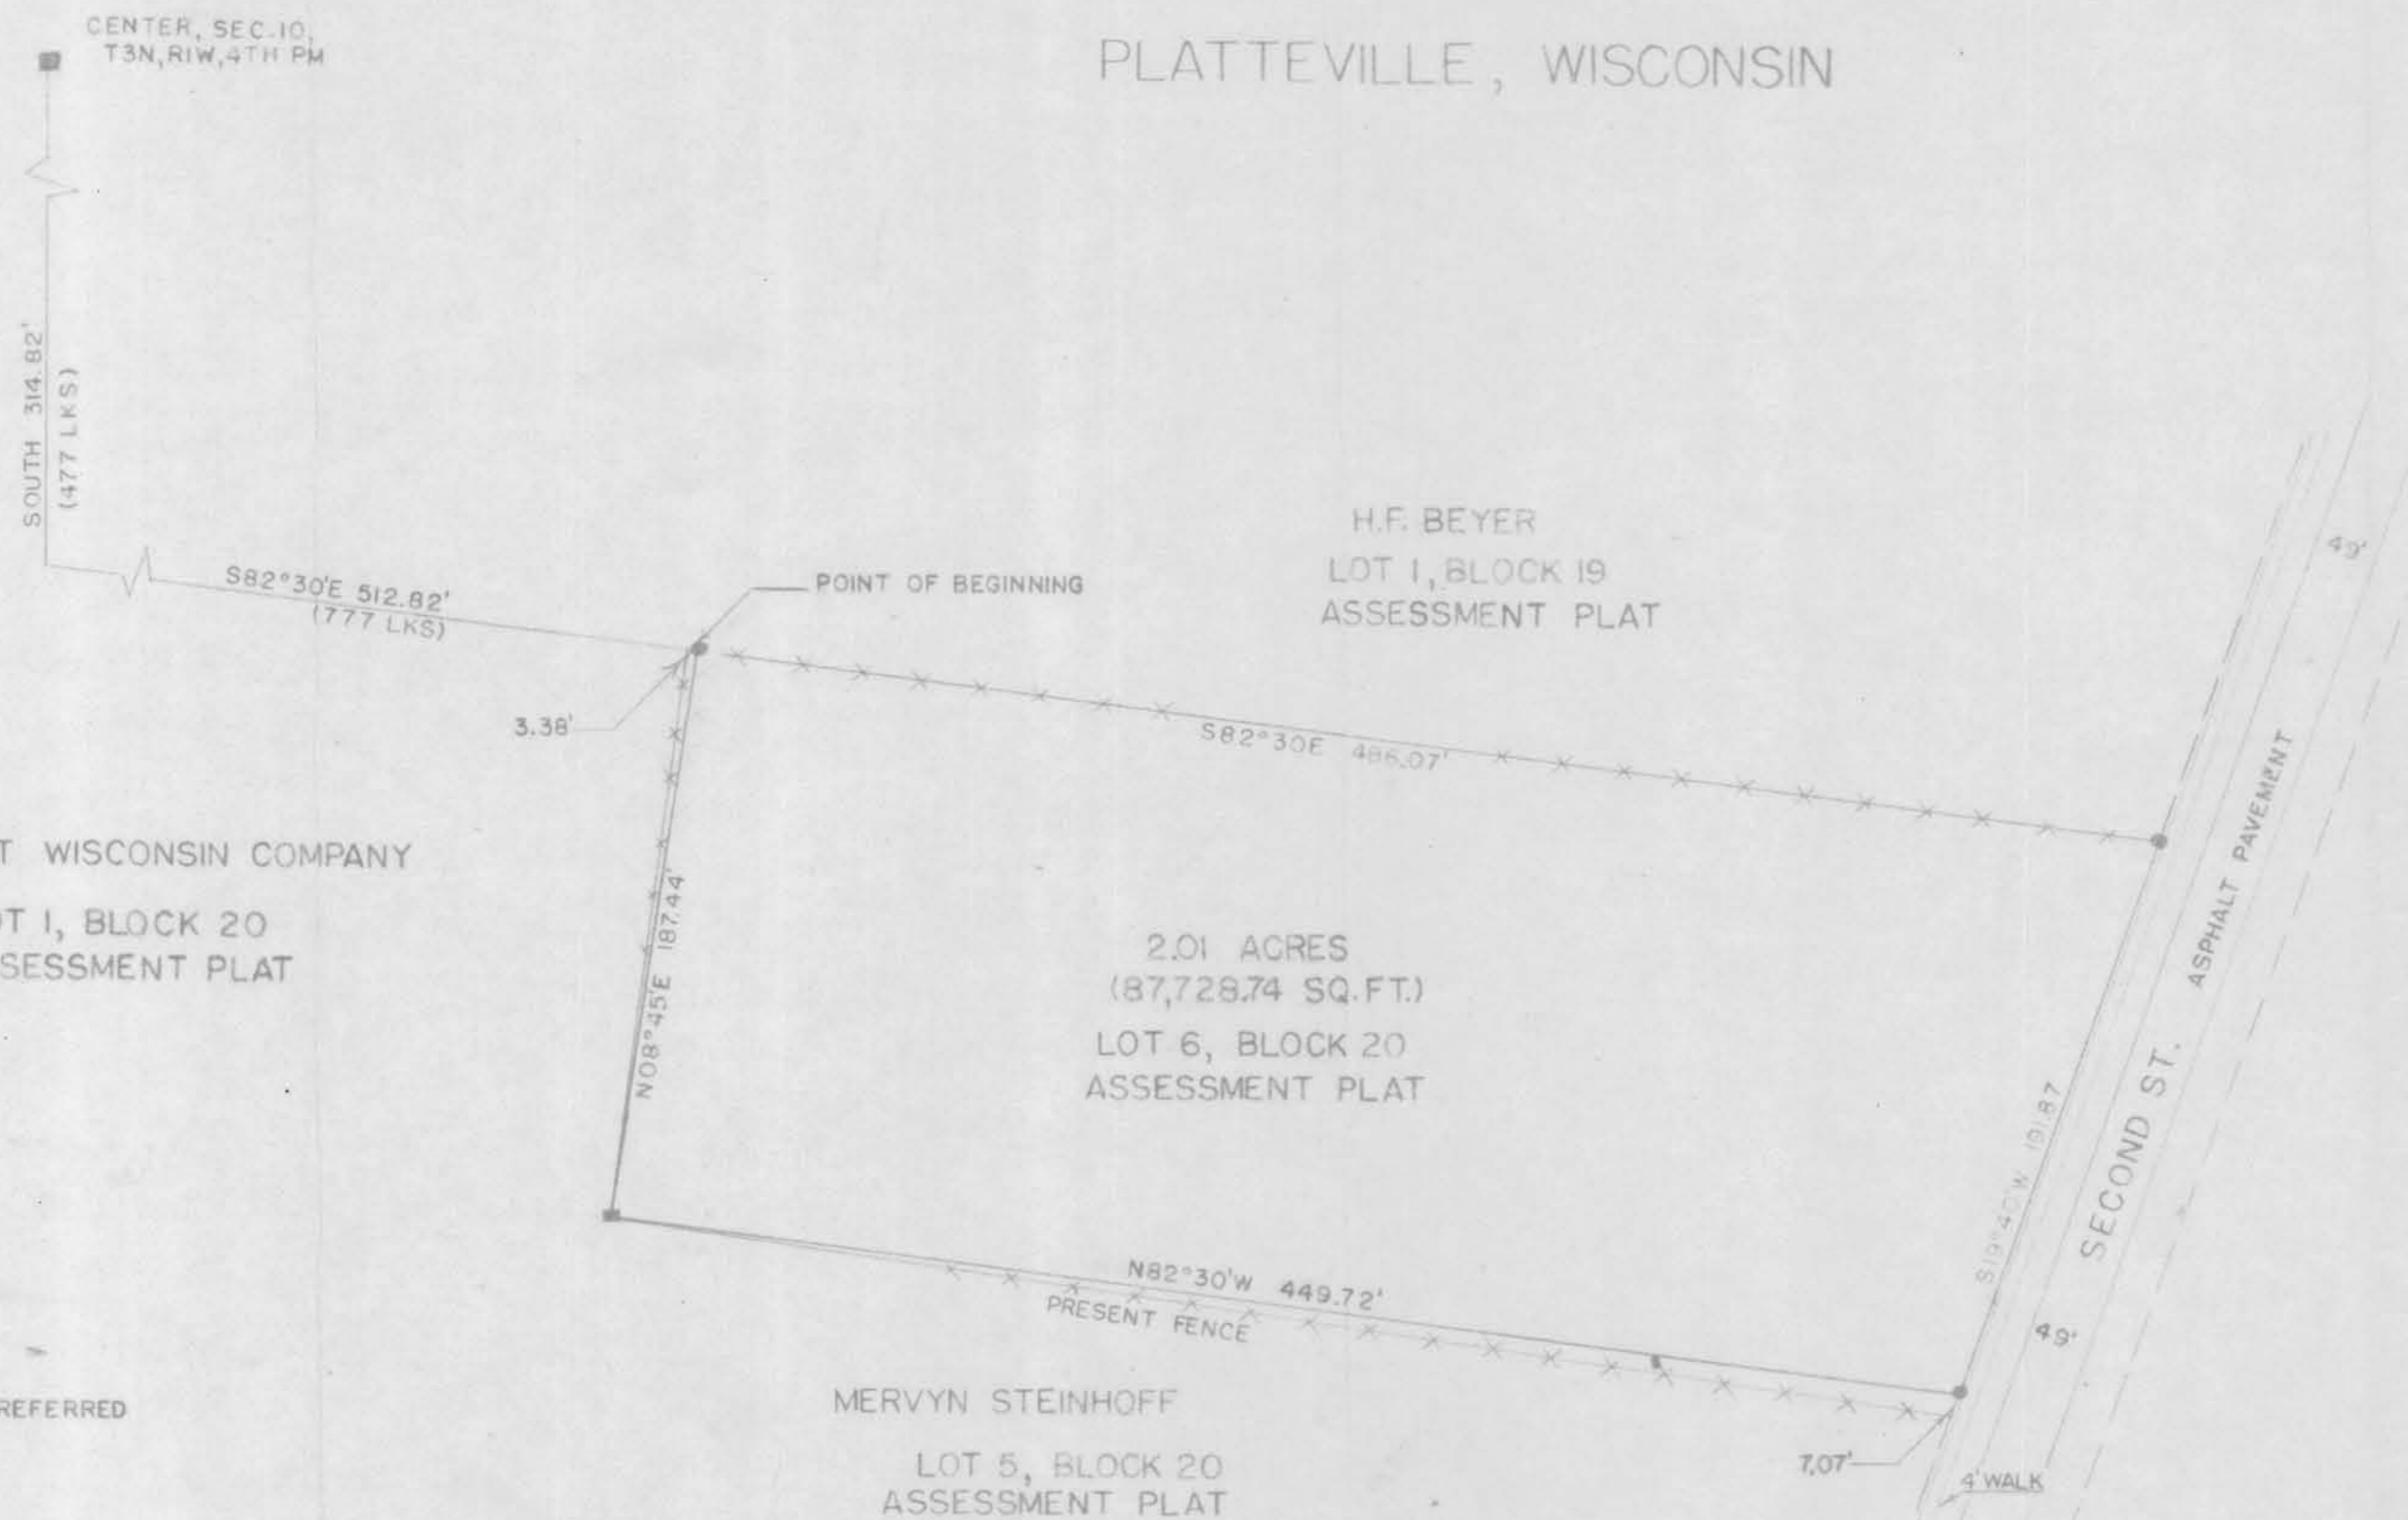 CENTER, SEC. 10,
T3N, R1W, 4TH PM
PLATTEVILLE, WISCONSIN
SOUTH 314.82'
(477 LKS)
S82°30'E 512.82'
(777 LKS)
POINT OF BEGINNING
H.F. BEYER
LOT 1, BLOCK 19
ASSESSMENT PLAT
49'
3.38'
S82°30E 486.07'
ASPHALT PAVEMENT
T WISCONSIN COMPANY
OT 1, BLOCK 20
SESSMENT PLAT
N08°45'E 187.44'
2.01 ACRES
(87,728.74 SQ.FT.)
LOT 6, BLOCK 20
ASSESSMENT PLAT
S19°40'W 191.87
SECOND ST.
N82°30'W 449.72'
PRESENT FENCE
49'
REFERRED
MERVYN STEINHOFF
LOT 5, BLOCK 20
ASSESSMENT PLAT
7.07'
4' WALK